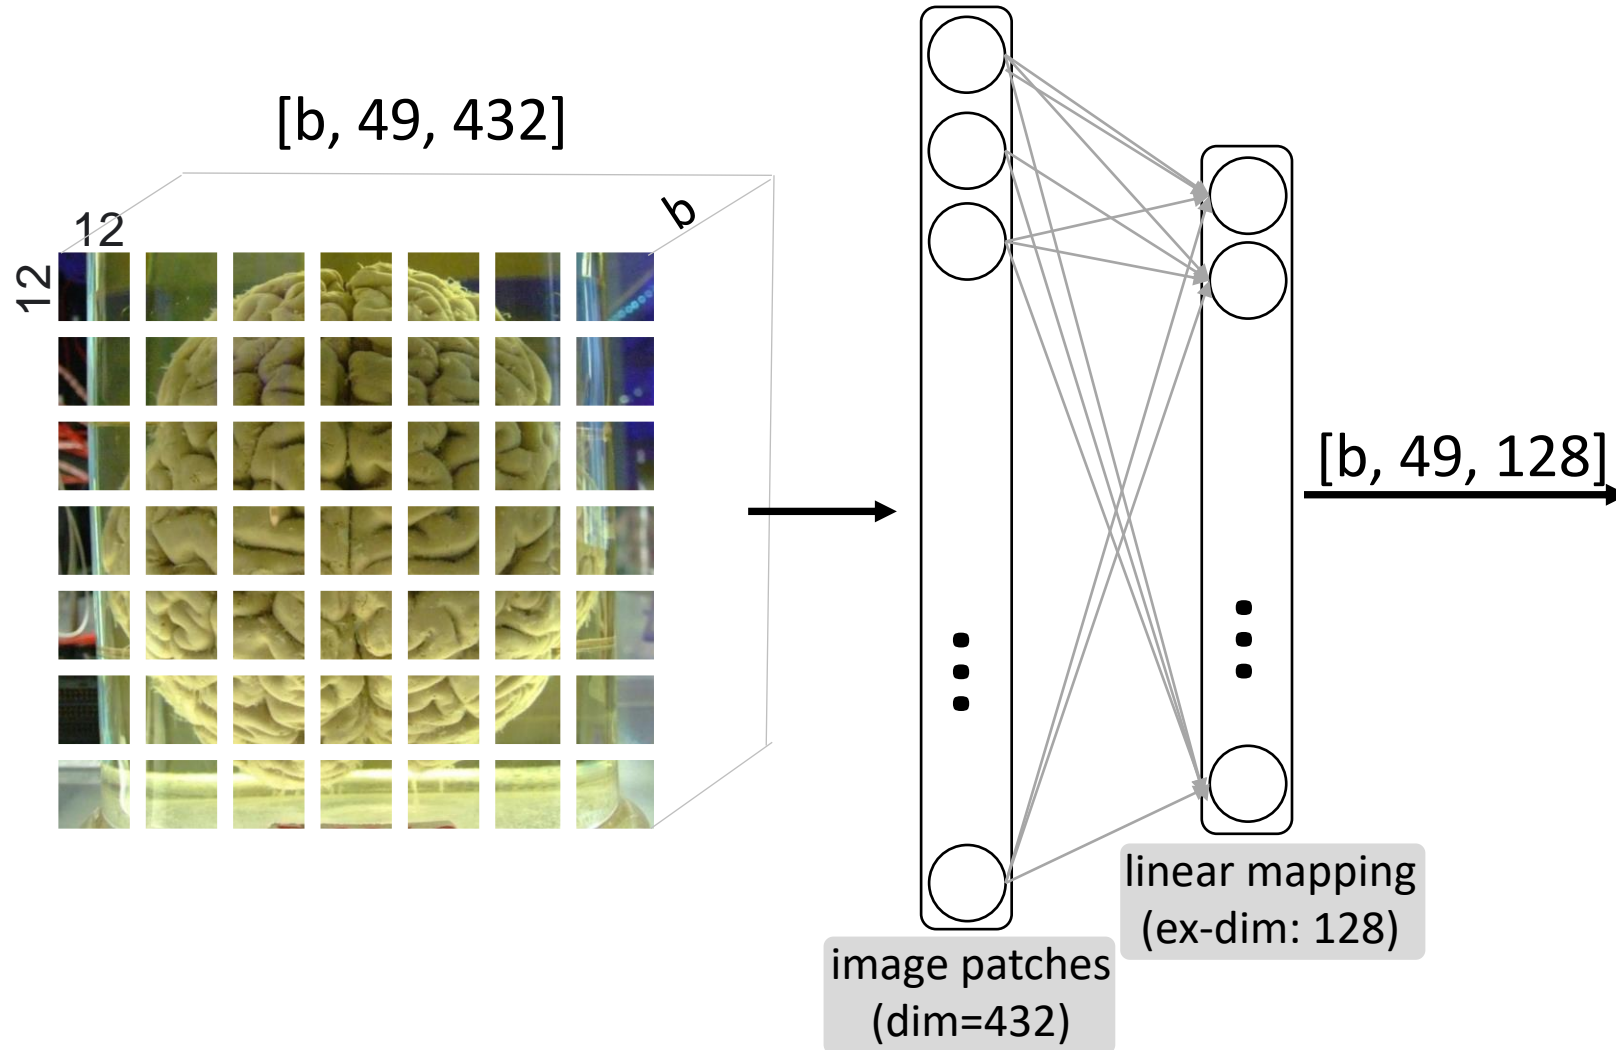 [b, 49, 432]
b
12
12
[b, 49, 128]
linear mapping
(ex-dim: 128)
image patches
(dim=432)